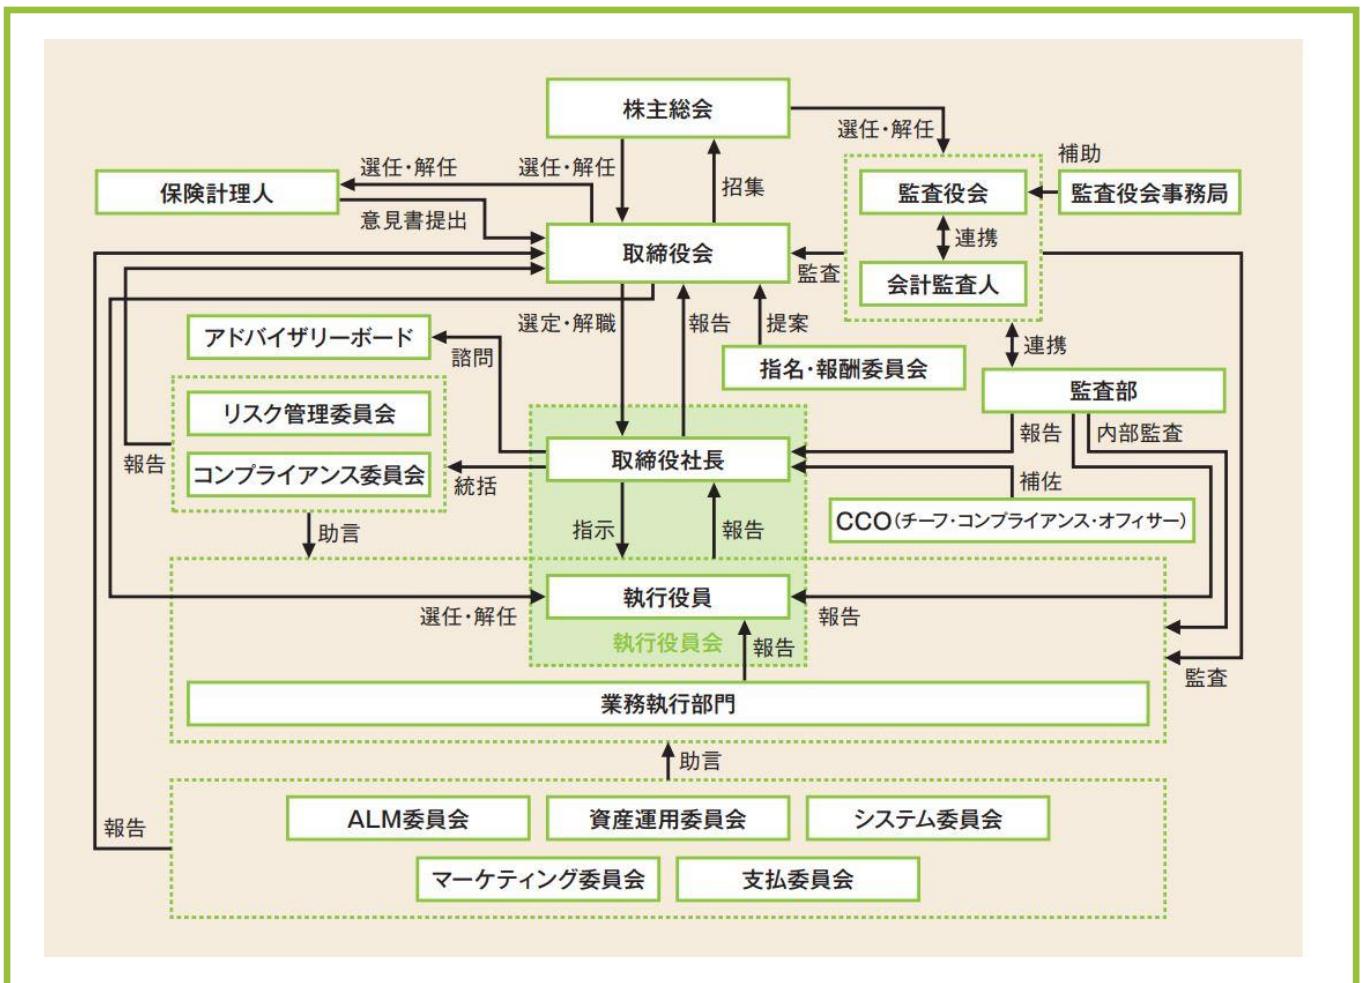 株主総会
選任・解任
補助
選任・解任
選任・解任
招集
保険計理人
監査役会
監査役会事務局
意見書提出
連携
取締役会
監査
会計監査人
選定・解職
報告
提案
アドバイザリーボード
諮問
連携
指名・報酬委員会
監査部
リスク管理委員会
報告
内部監査
報告
取締役社長
コンプライアンス委員会
統括
補佐
CCO(チーフ・コンプライアンス・オフィサー)
助言
指示
報告
執行役員
選任・解任
報告
執行役員会
報告
監査
業務執行部門
助言
報告
ALM委員会
資産運用委員会
システム委員会
マーケティング委員会
支払委員会